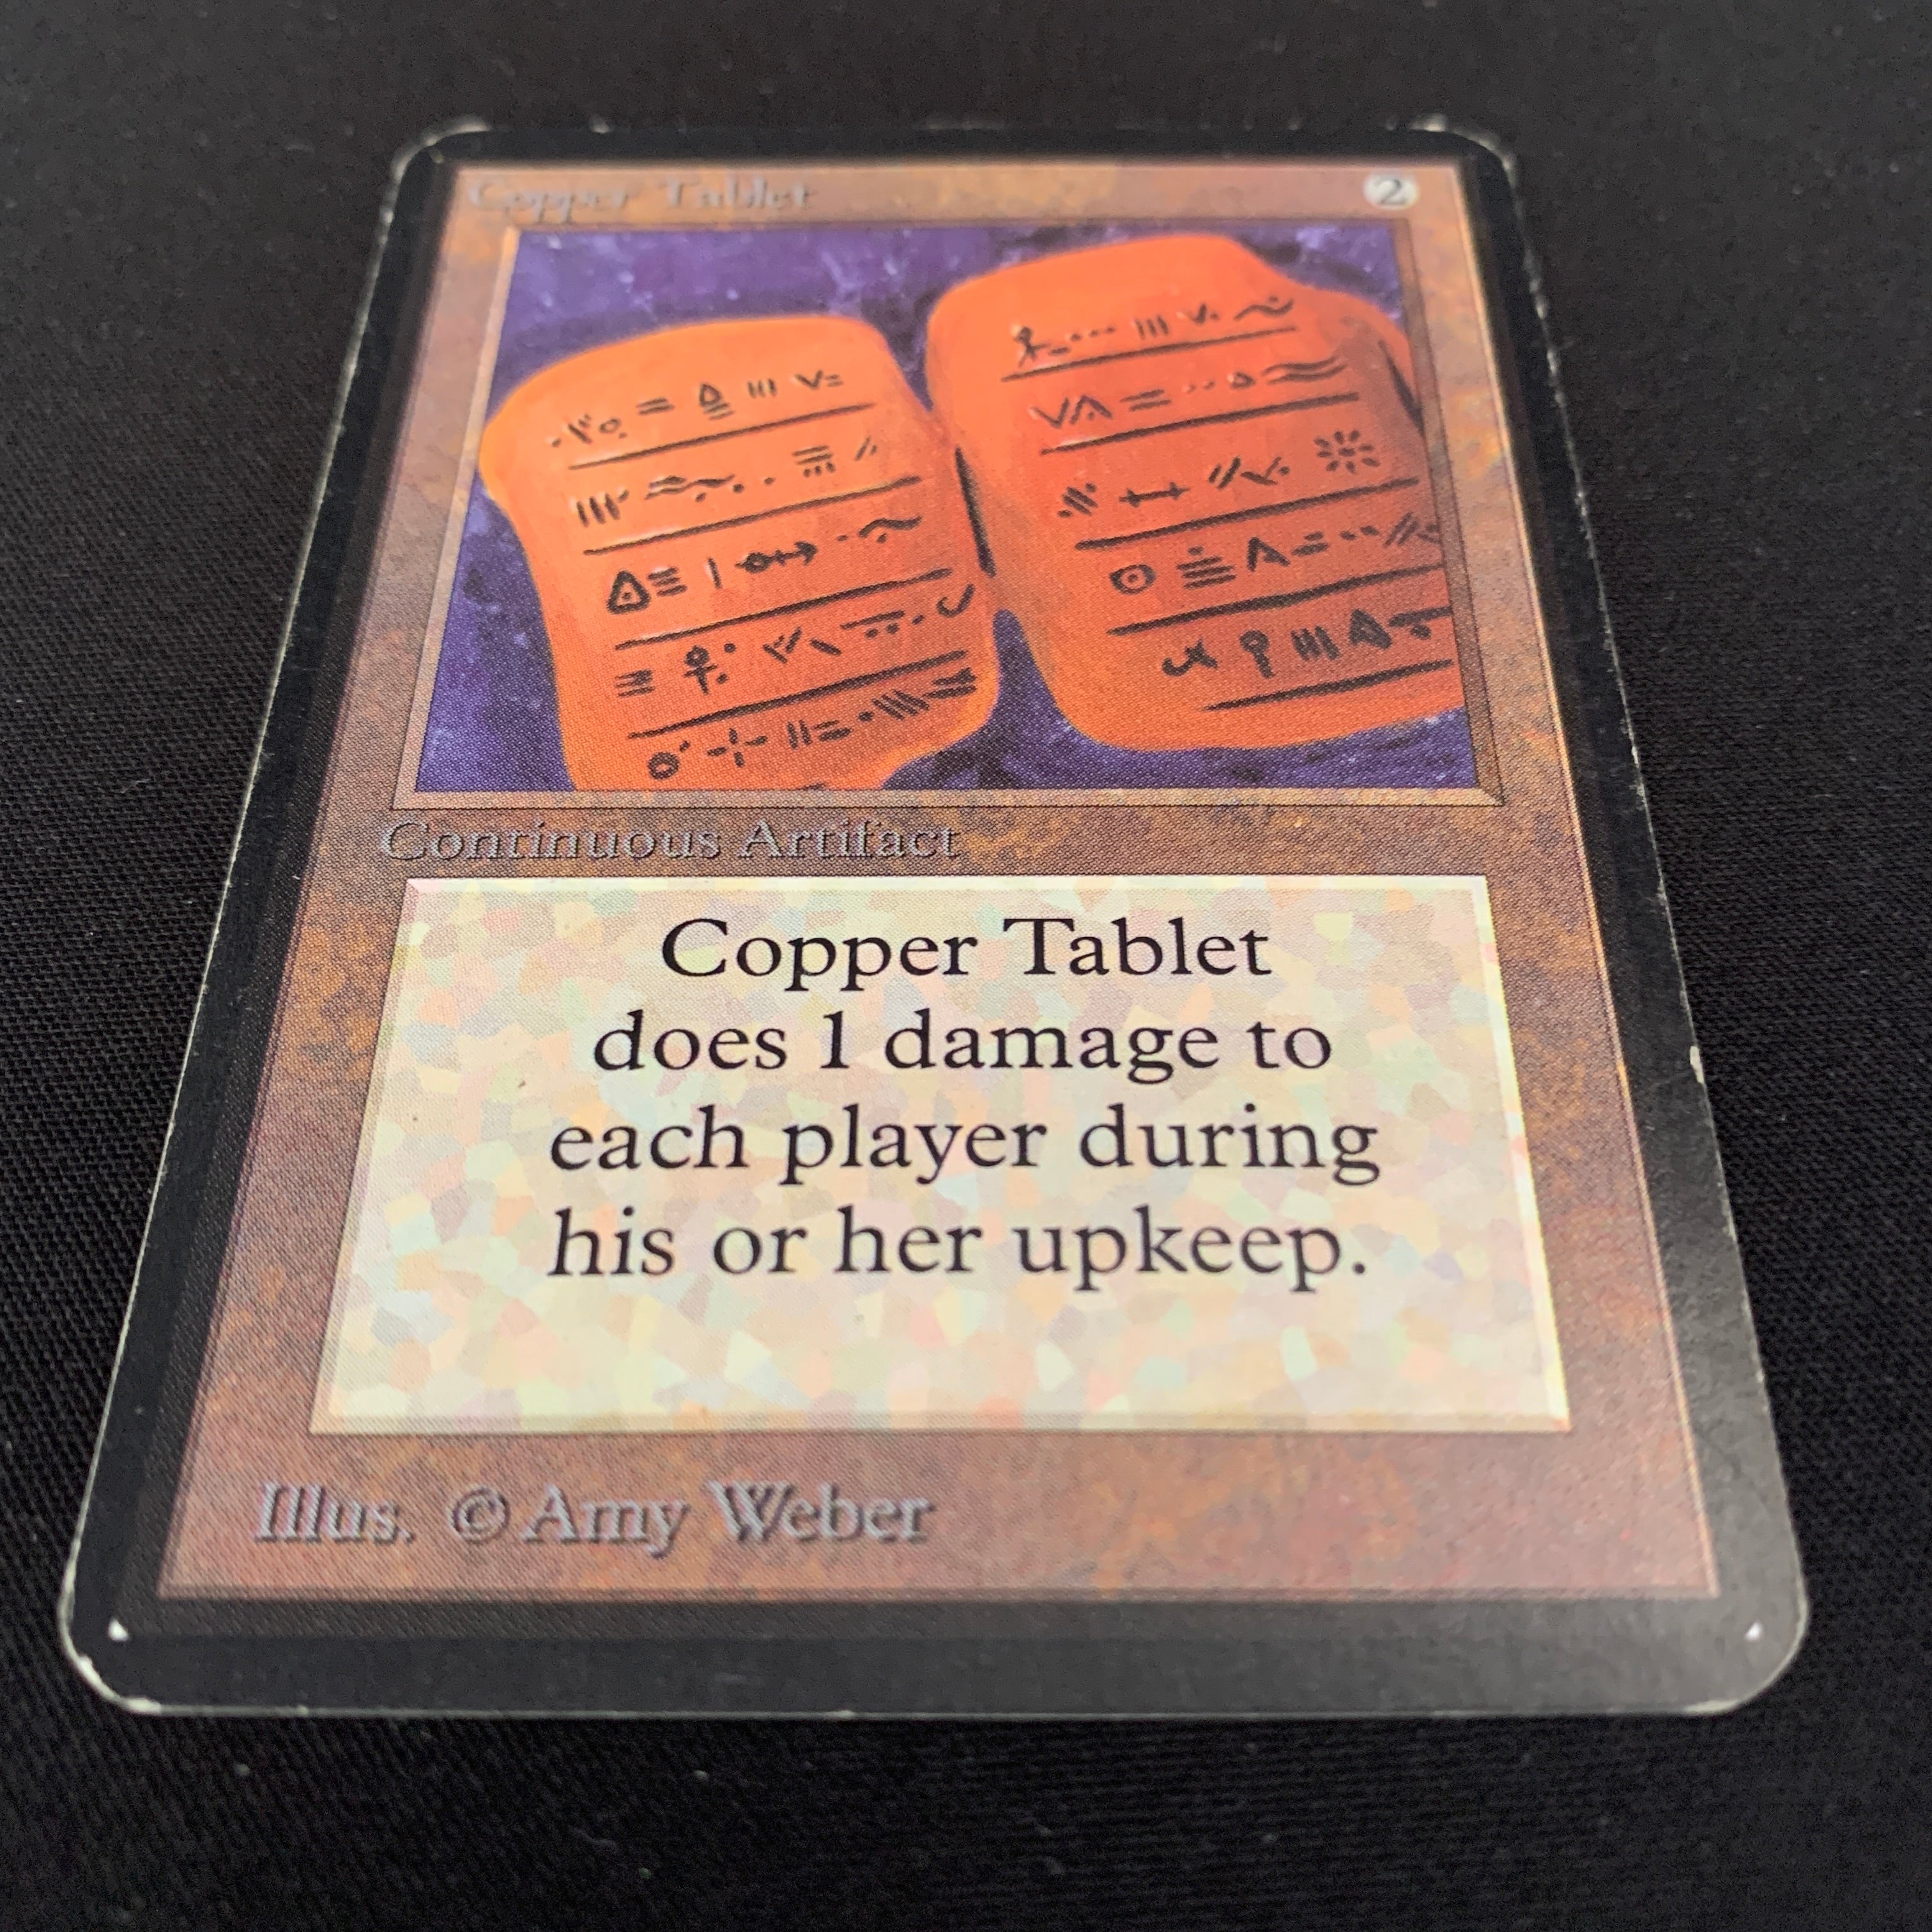 Copper Tablet 2
Continuous Artifact
Copper Tablet
does 1 damage to
each player during
his or her upkeep.
Illus. © Amy Weber